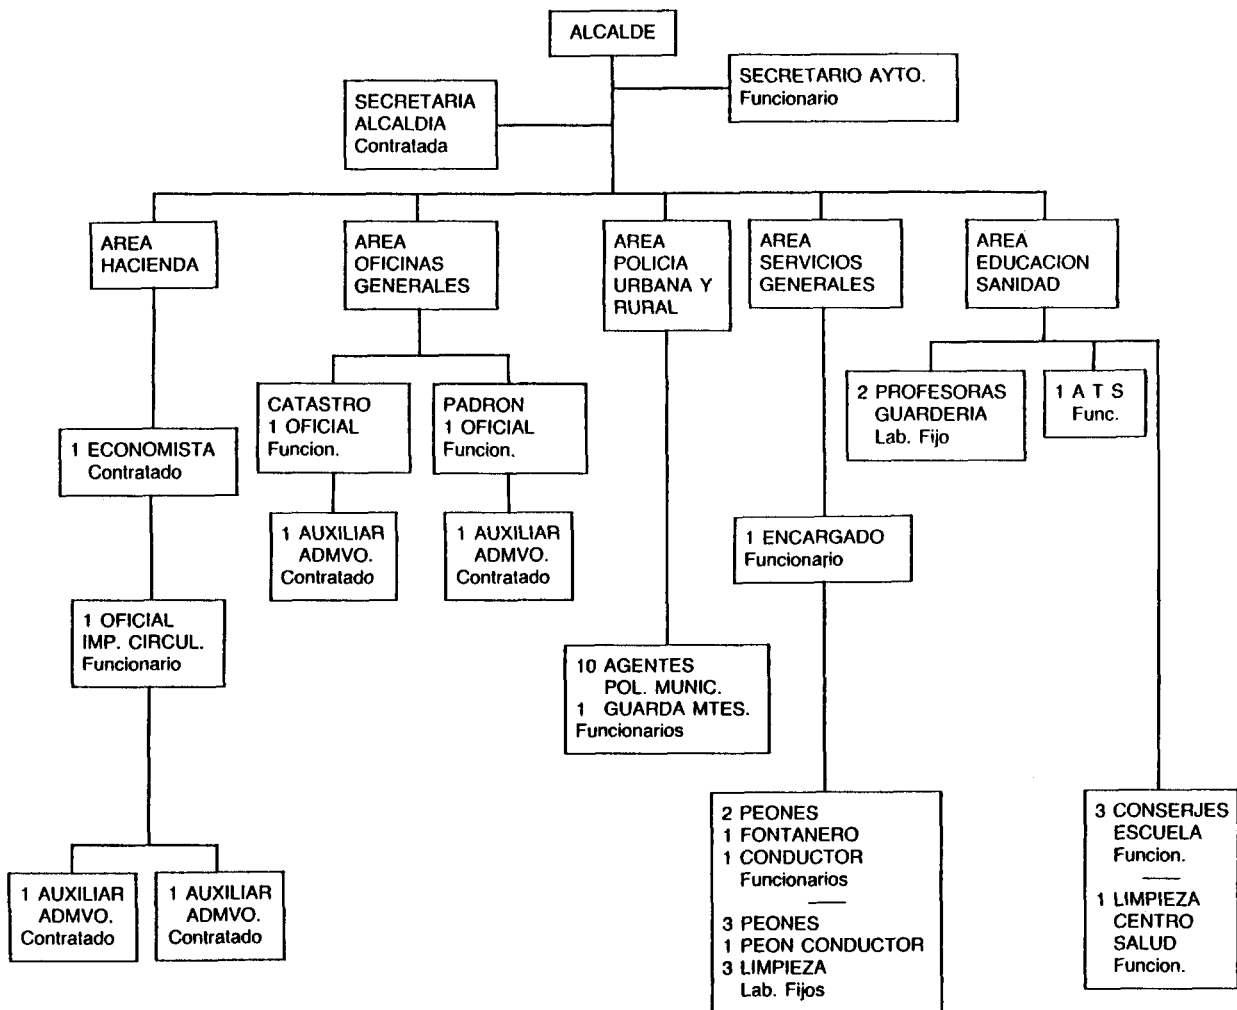 ALCALDE
SECRETARIO AYTO.
Funcionario
SECRETARIA
ALCALDIA
Contratada
AREA
HACIENDA
AREA
OFICINAS
GENERALES
AREA
POLICIA
URBANA Y
RURAL
AREA
SERVICIOS
GENERALES
AREA
EDUCACION
SANIDAD
1 ECONOMISTA
Contratado
CATASTRO
1 OFICIAL
Funcion.
PADRON
1 OFICIAL
Funcion.
2 PROFESORAS
GUARDERIA
Lab. Fijo
1 A T S
Func.
1 AUXILIAR
ADMVO.
Contratado
1 AUXILIAR
ADMVO.
Contratado
1 ENCARGADO
Funcionario
1 OFICIAL
IMP. CIRCUL.
Funcionario
10 AGENTES
POL. MUNIC.
1 GUARDA MTES.
Funcionarios
1 AUXILIAR
ADMVO.
Contratado
1 AUXILIAR
ADMVO.
Contratado
2 PEONES
1 FONTANERO
1 CONDUCTOR
Funcionarios
3 PEONES
1 PEON CONDUCTOR
3 LIMPIEZA
Lab. Fijos
3 CONSERJES
ESCUELA
Funcion.
1 LIMPIEZA
CENTRO
SALUD
Funcion.